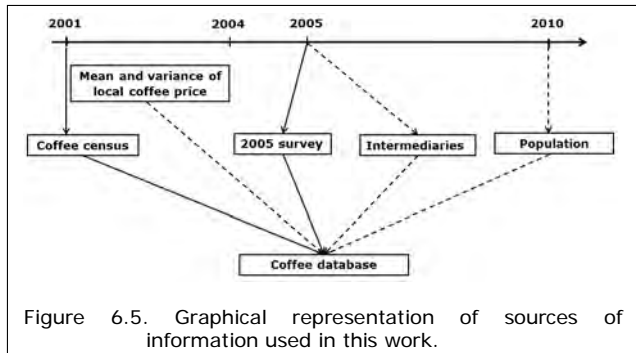 2001 2004 2005 2010
Mean and variance of
local coffee price
Coffee census 2005 survey Intermediaries Population
Coffee database
Figure 6.5. Graphical representation of sources of
information used in this work.